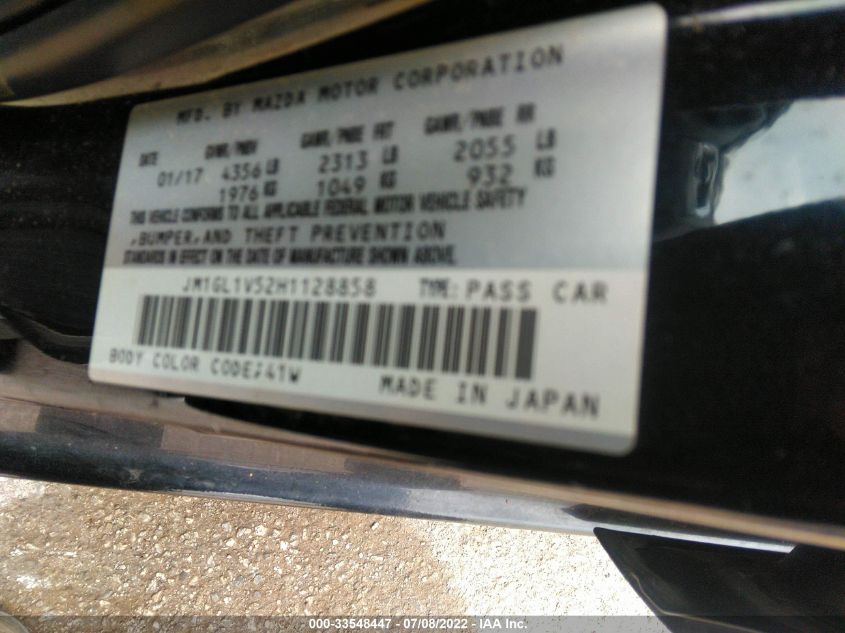 MFD. BY MAZDA MOTOR CORPORATION
DATE GAWR/PNBV GAWR/PNBE FRT GAWR/PNBE RR
01/17 4356 LB 2313 LB 2055 LB
1976 KG 1049 KG 932 KG
THIS VEHICLE CONFORMS TO ALL APPLICABLE FEDERAL MOTOR VEHICLE SAFETY
,BUMPER,AND THEFT PREVENTION
STANDARDS IN EFFECT ON THE DATE OF MANUFACTURE SHOWN ABOVE.
JM1GL1V52H1128858 TYPE: PASS CAR
BODY COLOR CODE: 41W
MADE IN JAPAN
000-33548447 - 07/08/2022 - IAA Inc.